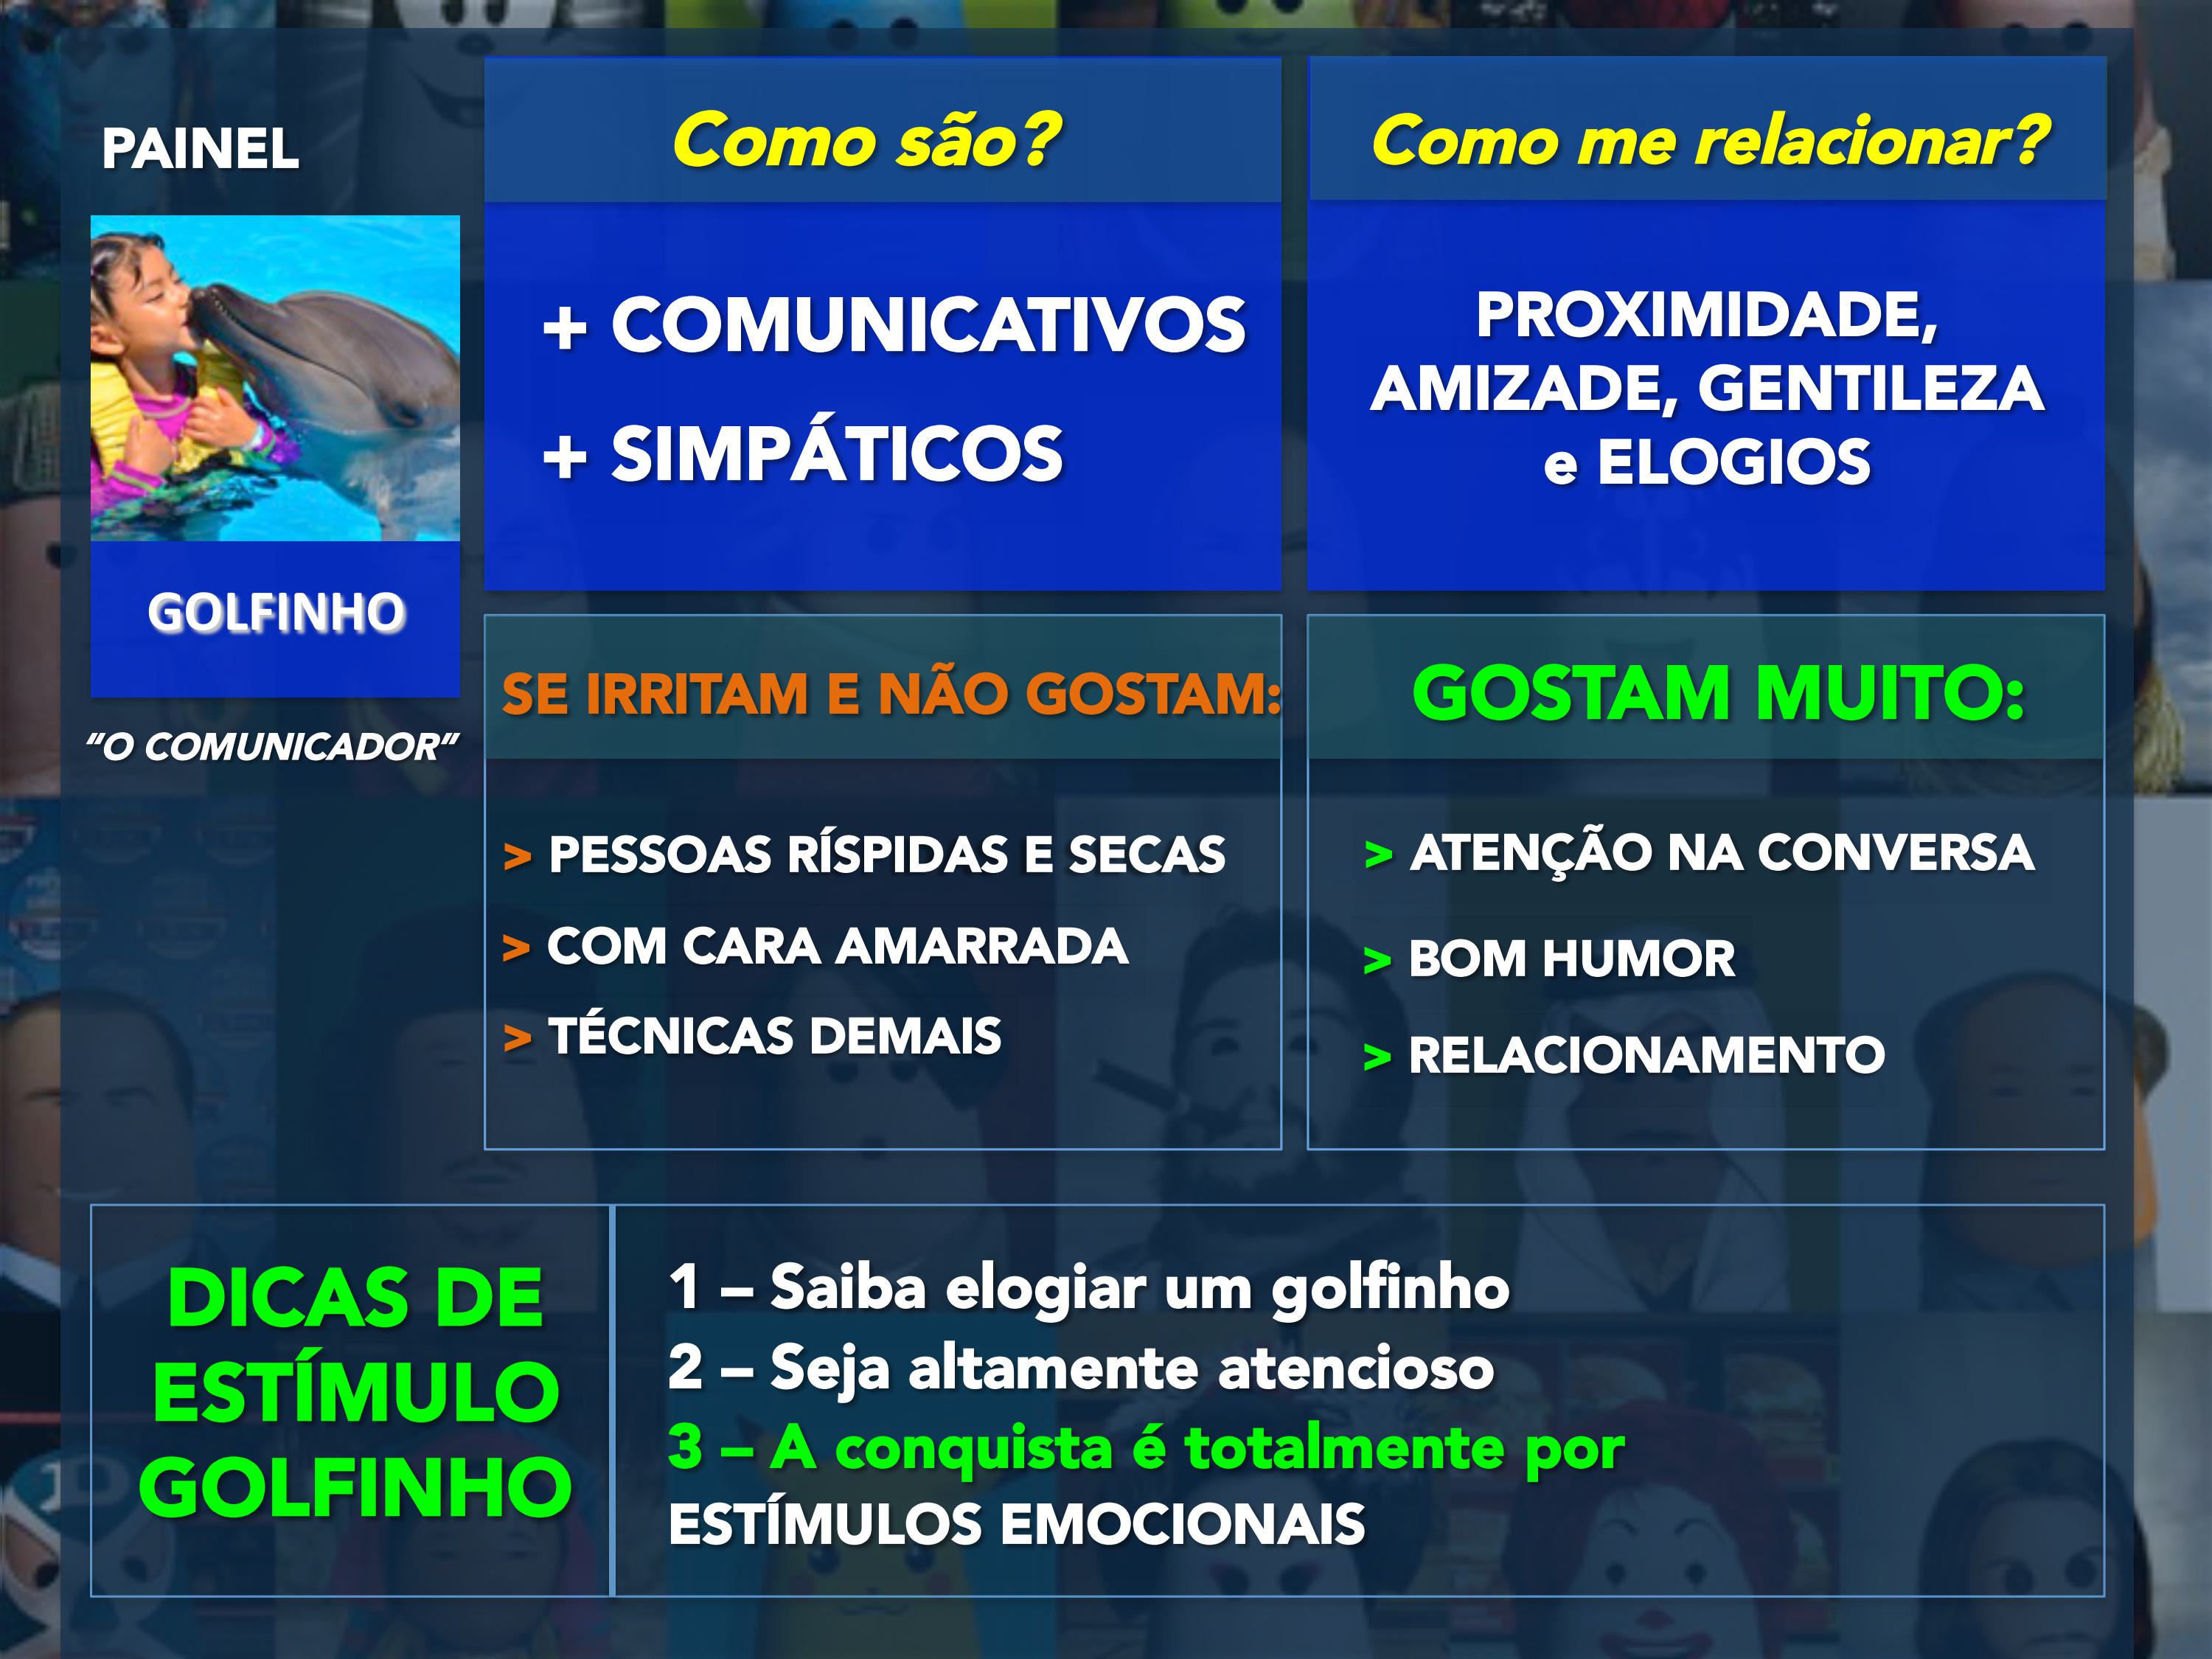 PAINEL
GOLFINHO
"O COMUNICADOR"
Como são?
+ COMUNICATIVOS
+ SIMPÁTICOS
Como me relacionar?
PROXIMIDADE,
AMIZADE, GENTILEZA
e ELOGIOS
SE IRRITAM E NÃO GOSTAM:
> PESSOAS RÍSPIDAS E SECAS
> COM CARA AMARRADA
> TÉCNICAS DEMAIS
GOSTAM MUITO:
> ATENÇÃO NA CONVERSA
> BOM HUMOR
> RELACIONAMENTO
DICAS DE
ESTÍMULO
GOLFINHO
1 – Saiba elogiar um golfinho
2 – Seja altamente atencioso
3 – A conquista é totalmente por
ESTÍMULOS EMOCIONAIS